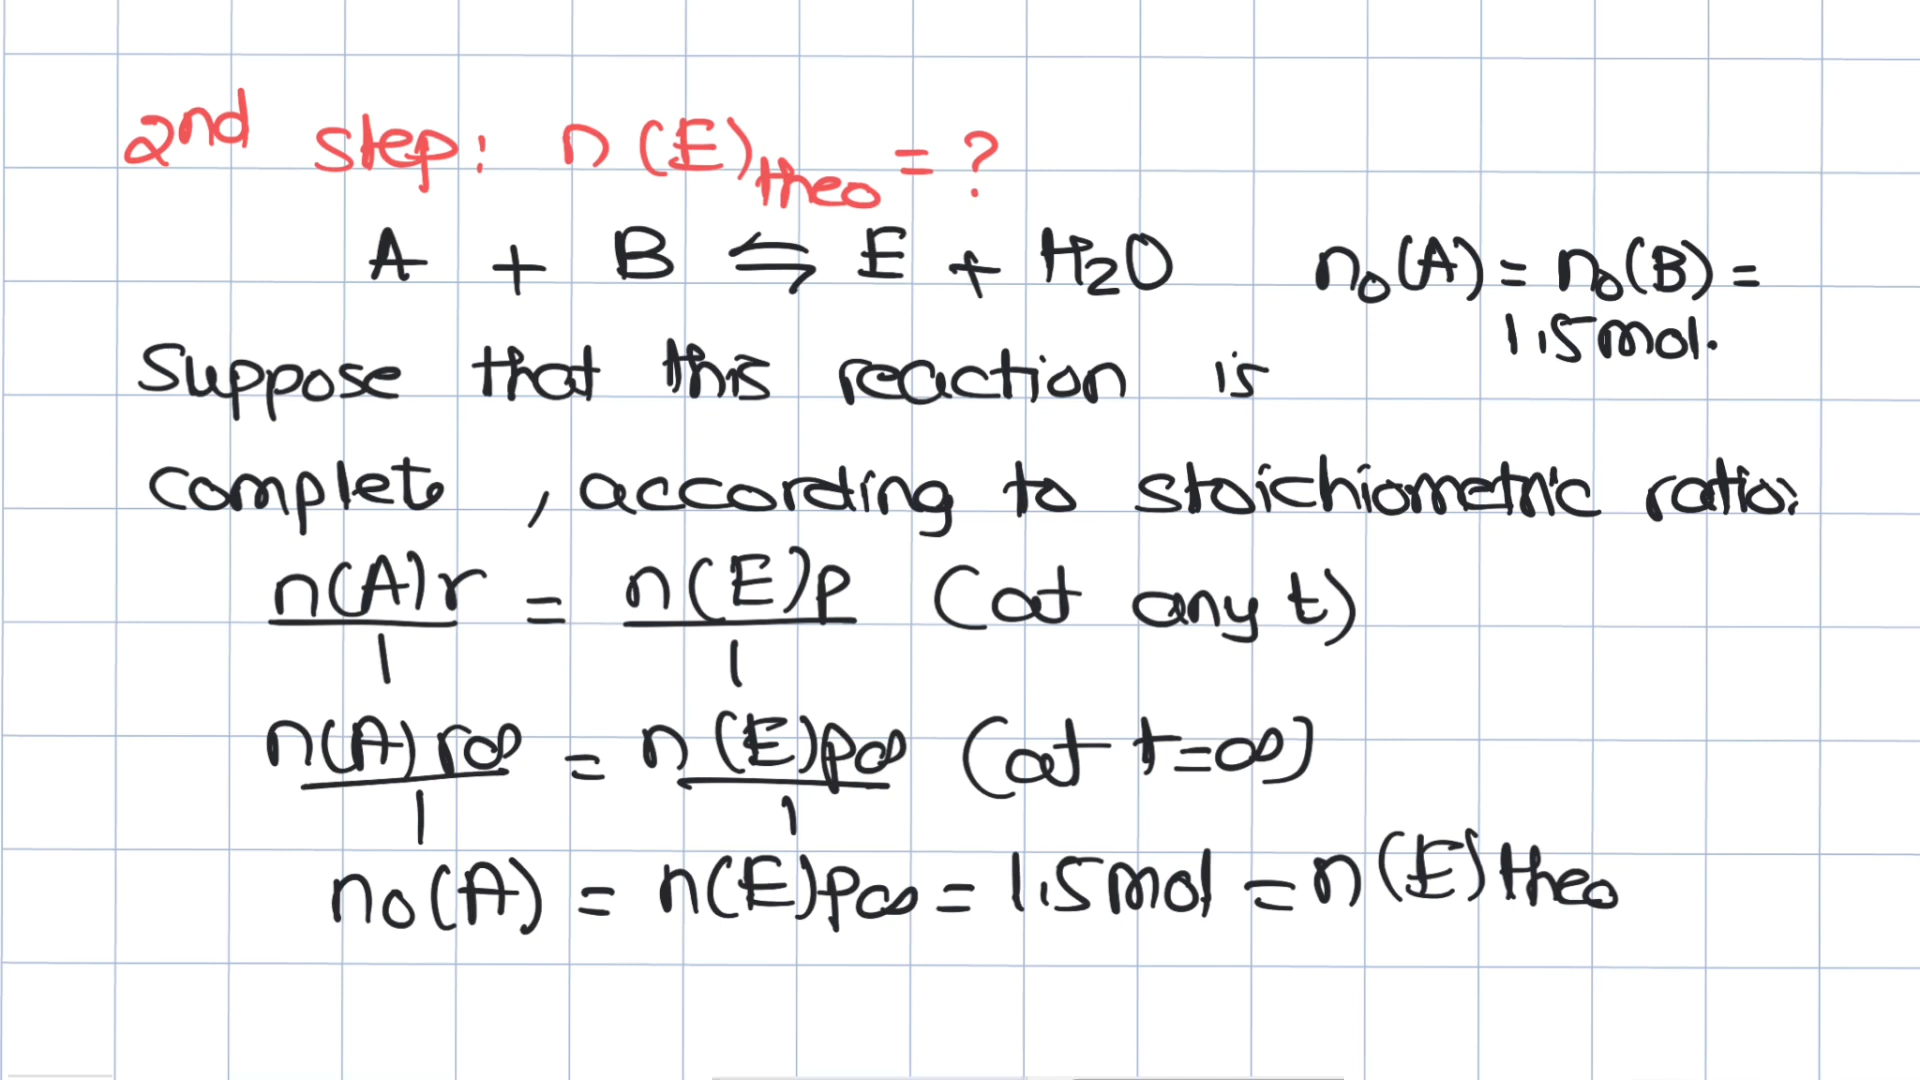 2nd step: n(E)theo = ?
A + B ⇋ E + H2O n0(A) = n0(B) =
1.5 mol.
Suppose that this reaction is
complete, according to stoichiometric ratio:
n(A)r/1 = n(E)p/1 (at any t)
n(A)r∞/1 = n(E)p∞/1 (at t=∞)
n0(A) = n(E)p∞ = 1.5 mol = n(E)theo